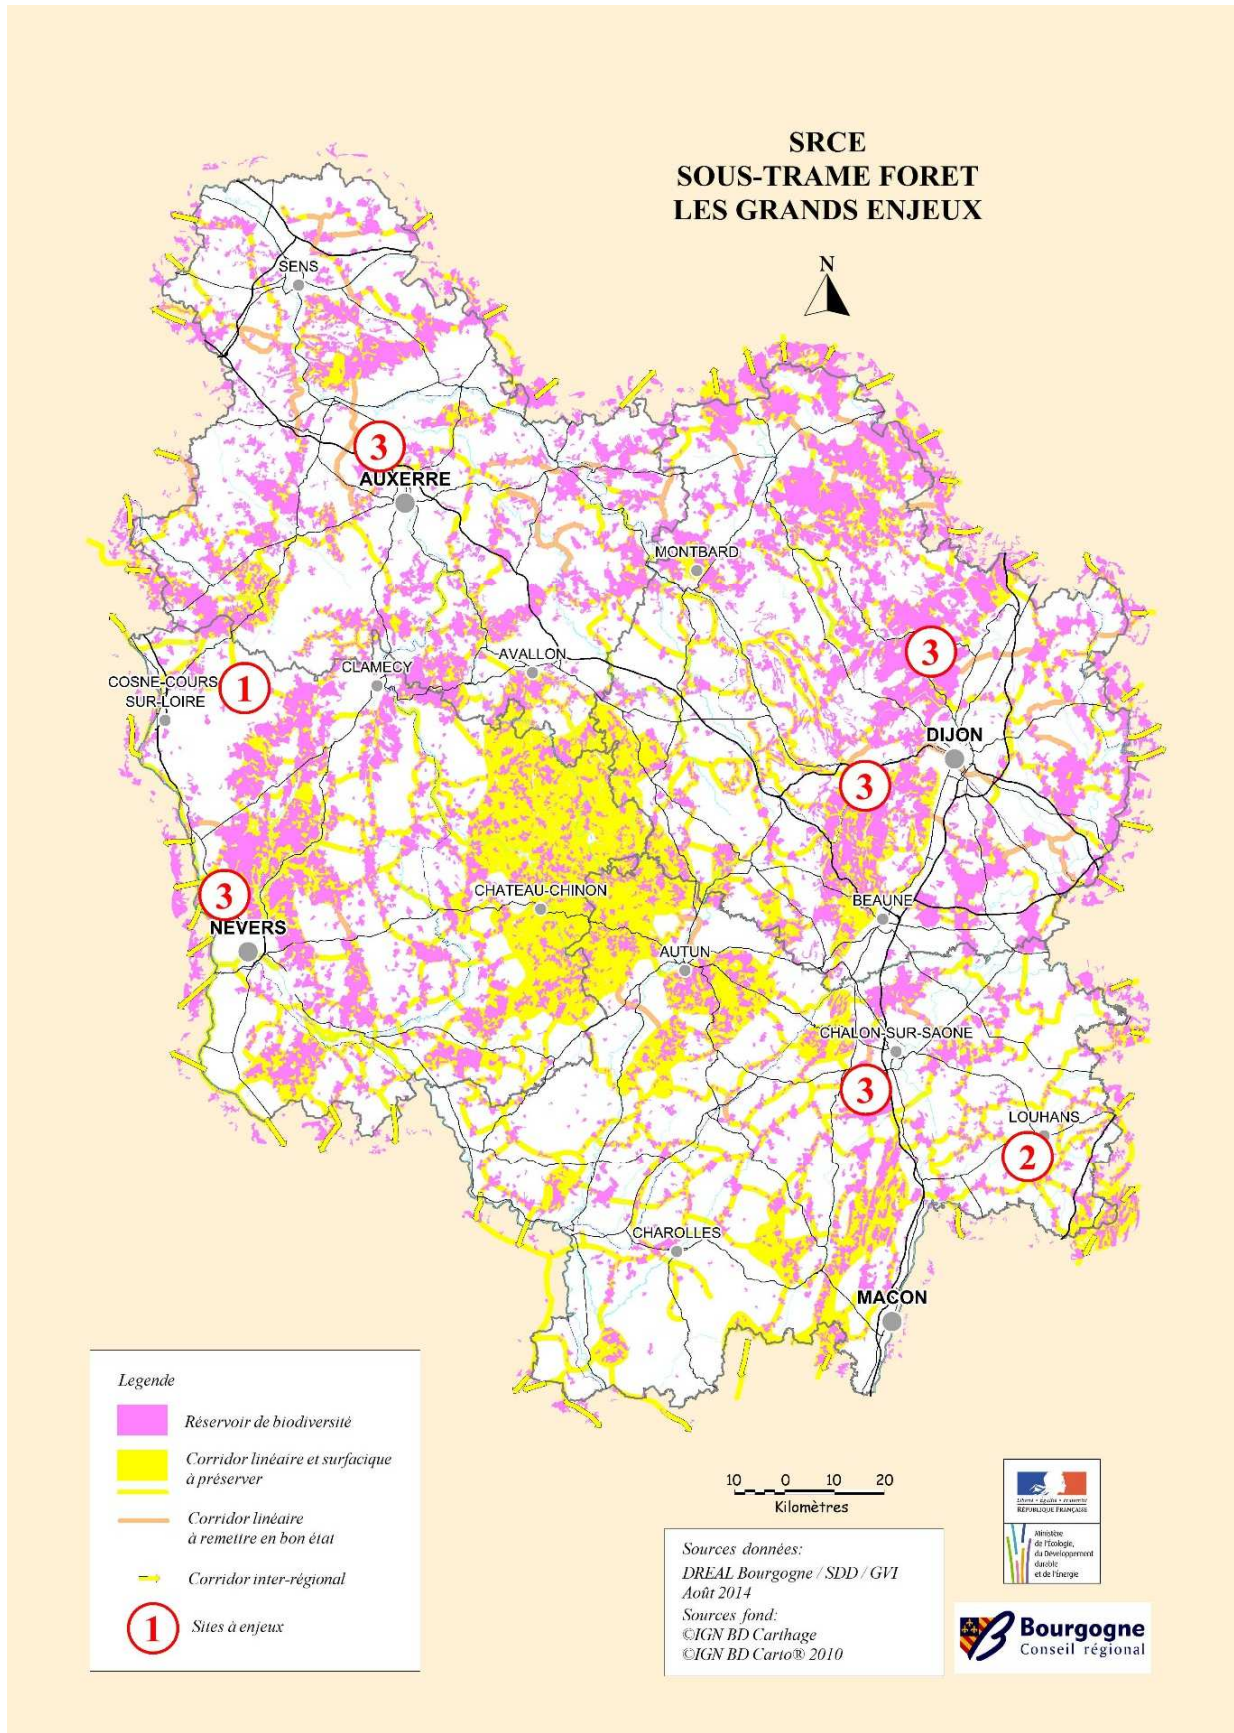 SRCE
SOUS-TRAME FORET
LES GRANDS ENJEUX
N
SENS
3
AUXERRE
MONTBARD
3
AVALLON
CLAMECY
COSNE-COURS
SUR-LOIRE
1
DIJON
3
3
CHATEAU-CHINON
BEAUNE
NEVERS
AUTUN
CHALON-SUR-SAONE
3
LOUHANS
2
CHAROLLES
MACON
Legende
Réservoir de biodiversité
Corridor linéaire et surfacique
à préserver
Corridor linéaire
à remettre en bon état
Corridor inter-régional
1
Sites à enjeux
10 0 10 20
Kilomètres
Sources données:
DREAL Bourgogne / SDD / GVI
Août 2014
Sources fond:
©IGN BD Carthage
©IGN BD Carto® 2010
Liberté • Égalité • Fraternité
RÉPUBLIQUE FRANÇAISE
Ministère
de l'Écologie,
du Développement
durable
et de l'Énergie
Bourgogne
Conseil régional